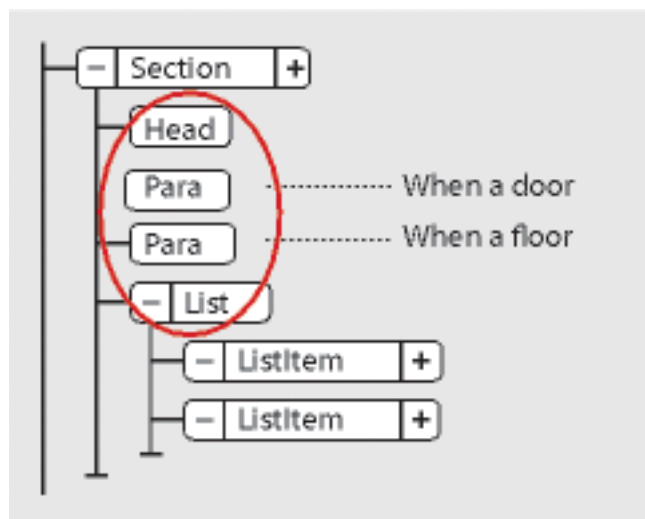 − Section +
Head
Para When a door
Para When a floor
− List
− ListItem +
− ListItem +